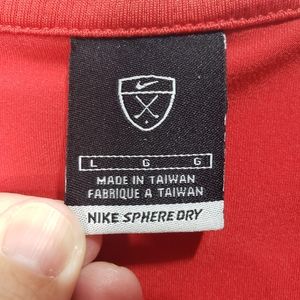 L G G
MADE IN TAIWAN
FABRIQUE A TAIWAN
NIKE SPHERE DRY